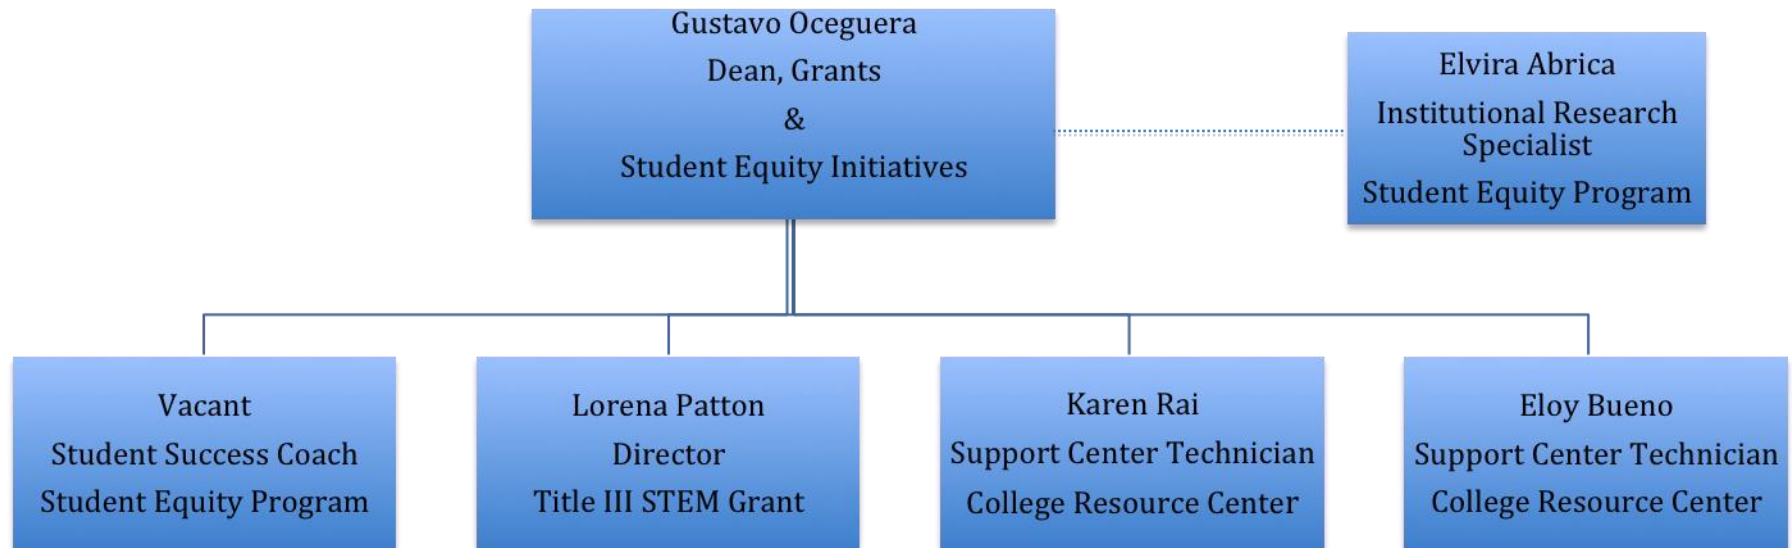 Gustavo Oceguera
Dean, Grants
&
Student Equity Initiatives
Elvira Abrica
Institutional Research
Specialist
Student Equity Program
Vacant
Student Success Coach
Student Equity Program
Lorena Patton
Director
Title III STEM Grant
Karen Rai
Support Center Technician
College Resource Center
Eloy Bueno
Support Center Technician
College Resource Center